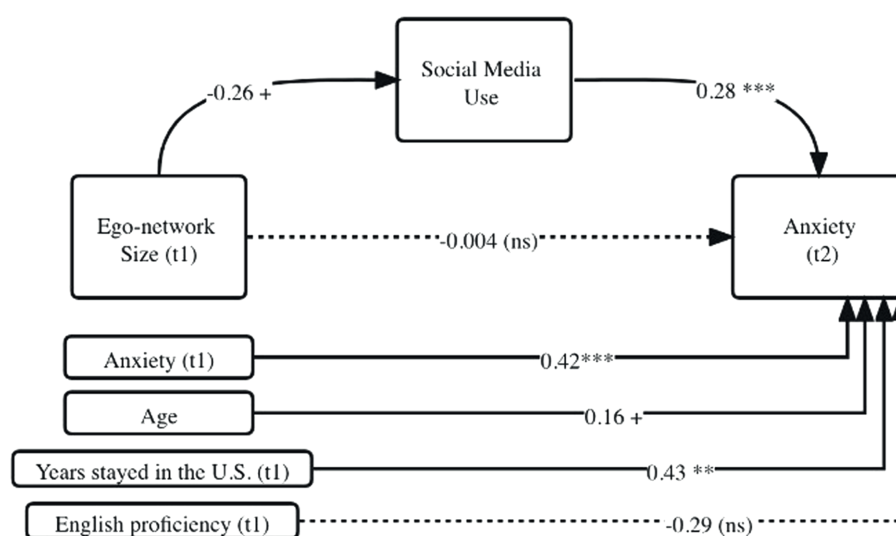 Social Media
Use
-0.26 +
0.28 ***
Ego-network
Size (t1)
-0.004 (ns)
Anxiety
(t2)
Anxiety (t1)
0.42***
Age
0.16 +
Years stayed in the U.S. (t1)
0.43 **
English proficiency (t1)
-0.29 (ns)